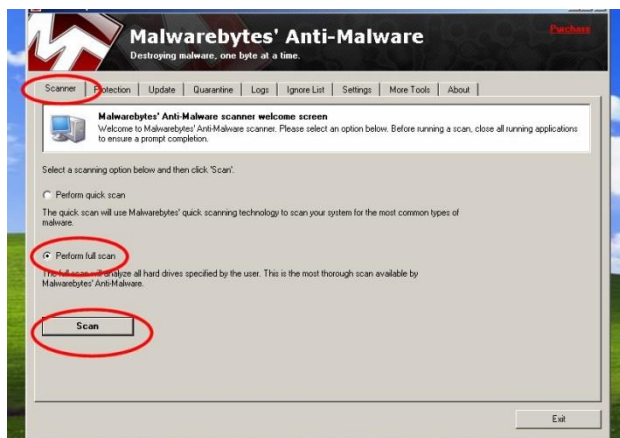 Malwarebytes' Anti-Malware
Purchase
Destroying malware, one byte at a time.
Scanner Protection Update Quarantine Logs Ignore List Settings More Tools About
Malwarebytes' Anti-Malware scanner welcome screen
Welcome to Malwarebytes' Anti-Malware scanner. Please select an option below. Before running a scan, close all running applications
to ensure a prompt completion.
Select a scanning option below and then click 'Scan'.
Perform quick scan
The quick scan will use Malwarebytes' quick scanning technology to scan your system for the most common types of
malware.
Perform full scan
The full scan will analyze all hard drives specified by the user. This is the most thorough scan available by
Malwarebytes' Anti-Malware.
Scan
Exit